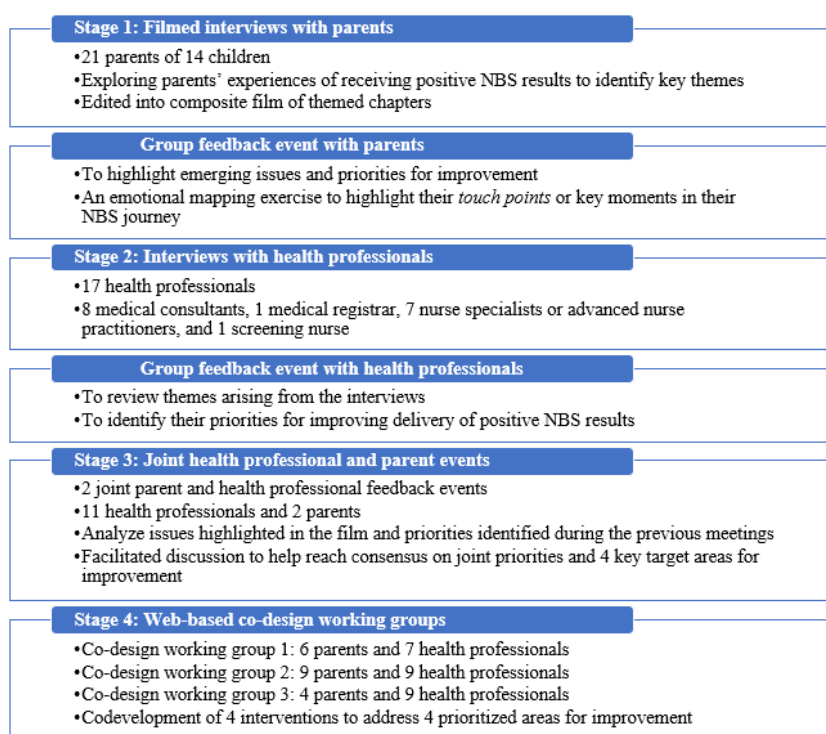 Stage 1: Filmed interviews with parents
•21 parents of 14 children
•Exploring parents’ experiences of receiving positive NBS results to identify key themes
•Edited into composite film of themed chapters
Group feedback event with parents
•To highlight emerging issues and priorities for improvement
•An emotional mapping exercise to highlight their touch points or key moments in their
NBS journey
Stage 2: Interviews with health professionals
•17 health professionals
•8 medical consultants, 1 medical registrar, 7 nurse specialists or advanced nurse
practitioners, and 1 screening nurse
Group feedback event with health professionals
•To review themes arising from the interviews
•To identify their priorities for improving delivery of positive NBS results
Stage 3: Joint health professional and parent events
•2 joint parent and health professional feedback events
•11 health professionals and 2 parents
•Analyze issues highlighted in the film and priorities identified during the previous meetings
•Facilitated discussion to help reach consensus on joint priorities and 4 key target areas for
improvement
Stage 4: Web-based co-design working groups
•Co-design working group 1: 6 parents and 7 health professionals
•Co-design working group 2: 9 parents and 9 health professionals
•Co-design working group 3: 4 parents and 9 health professionals
•Codevelopment of 4 interventions to address 4 prioritized areas for improvement